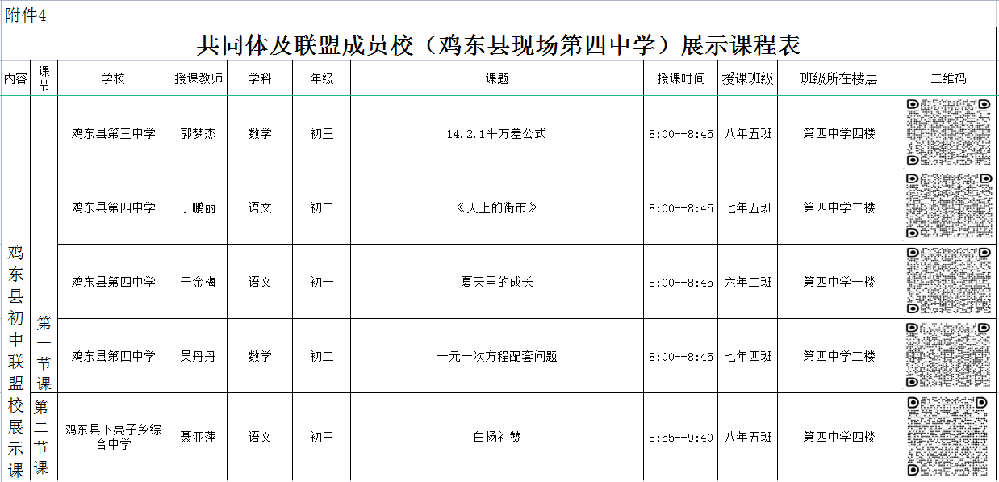 附件4
共同体及联盟成员校（鸡东县现场第四中学）展示课程表
内容 课节 学校 授课教师 学科 年级 课题 授课时间 授课班级 班级所在楼层 二维码
鸡东县初中联盟校展示课
第一节课
鸡东县第三中学 郭梦杰 数学 初三 14.2.1平方差公式 8:00--8:45 八年五班 第四中学四楼
鸡东县第四中学 于鹏丽 语文 初二 《天上的街市》 8:00--8:45 七年五班 第四中学二楼
鸡东县第四中学 于金梅 语文 初一 夏天里的成长 8:00--8:45 六年二班 第四中学一楼
鸡东县第四中学 吴丹丹 数学 初二 一元一次方程配套问题 8:00--8:45 七年四班 第四中学二楼
第二节课
鸡东县下亮子乡综合中学 聂亚萍 语文 初三 白杨礼赞 8:55--9:40 八年五班 第四中学四楼